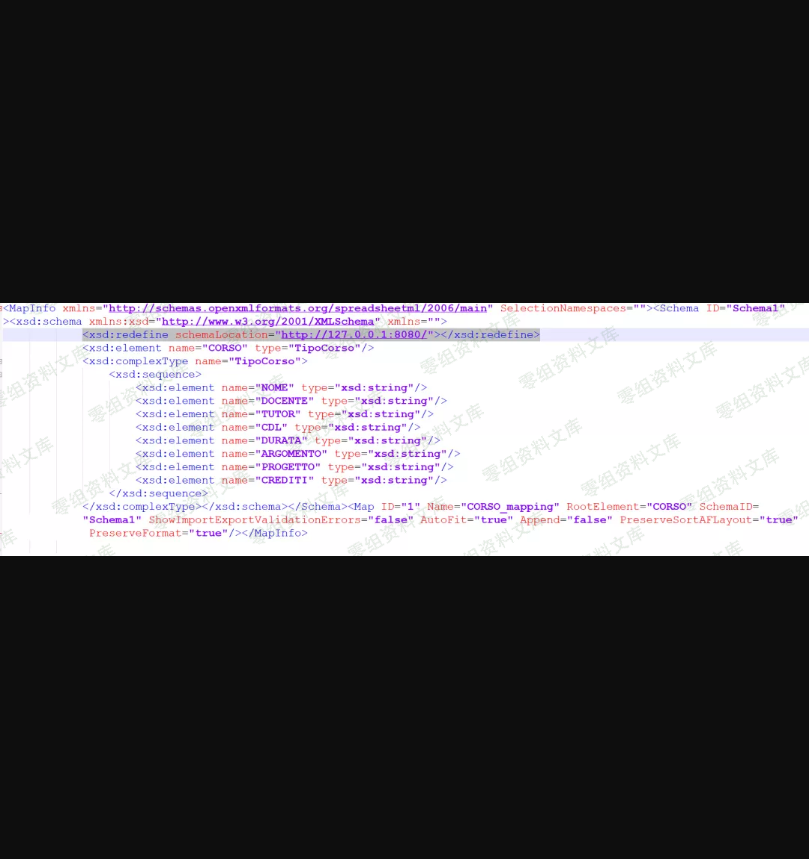 <MapInfo xmlns="http://schemas.openxmlformats.org/spreadsheetml/2006/main" SelectionNamespaces=""><Schema ID="Schema1"
><xsd:schema xmlns:xsd="http://www.w3.org/2001/XMLSchema" xmlns="">
<xsd:redefine schemaLocation="http://127.0.0.1:8080/"></xsd:redefine>
<xsd:element name="CORSO" type="TipoCorso"/>
<xsd:complexType name="TipoCorso">
<xsd:sequence>
<xsd:element name="NOME" type="xsd:string"/>
<xsd:element name="DOCENTE" type="xsd:string"/>
<xsd:element name="TUTOR" type="xsd:string"/>
<xsd:element name="CDL" type="xsd:string"/>
<xsd:element name="DURATA" type="xsd:string"/>
<xsd:element name="ARGOMENTO" type="xsd:string"/>
<xsd:element name="PROGETTO" type="xsd:string"/>
<xsd:element name="CREDITI" type="xsd:string"/>
</xsd:sequence>
</xsd:complexType></xsd:schema></Schema><Map ID="1" Name="CORSO_mapping" RootElement="CORSO" SchemaID=
"Schema1" ShowImportExportValidationErrors="false" AutoFit="true" Append="false" PreserveSortAFLayout="true"
PreserveFormat="true"/></MapInfo>
零组资料文库